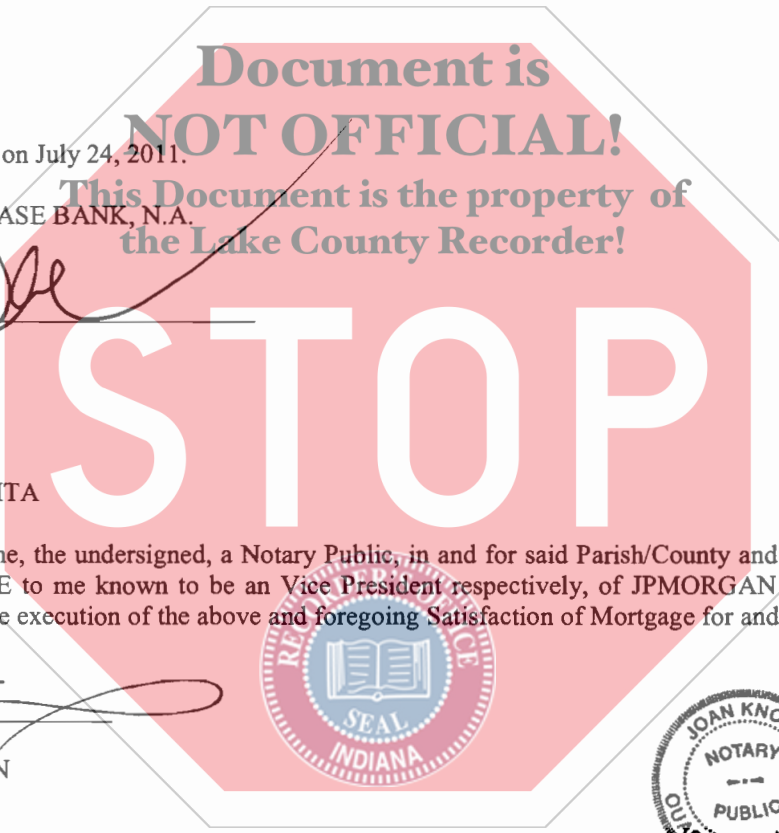 Document is
NOT OFFICIAL!
on July 24, 2011.
This Document is the property of
ASE BANK, N.A.
the Lake County Recorder!
STOP
ITA
ne, the undersigned, a Notary Public, in and for said Parish/County and
E to me known to be an Vice President respectively, of JPMORGAN
e execution of the above and foregoing Satisfaction of Mortgage for and
RECORDER'S OFFICE
SEAL
INDIANA
N
JOAN KNO
NOTARY
PUBLIC
OUA